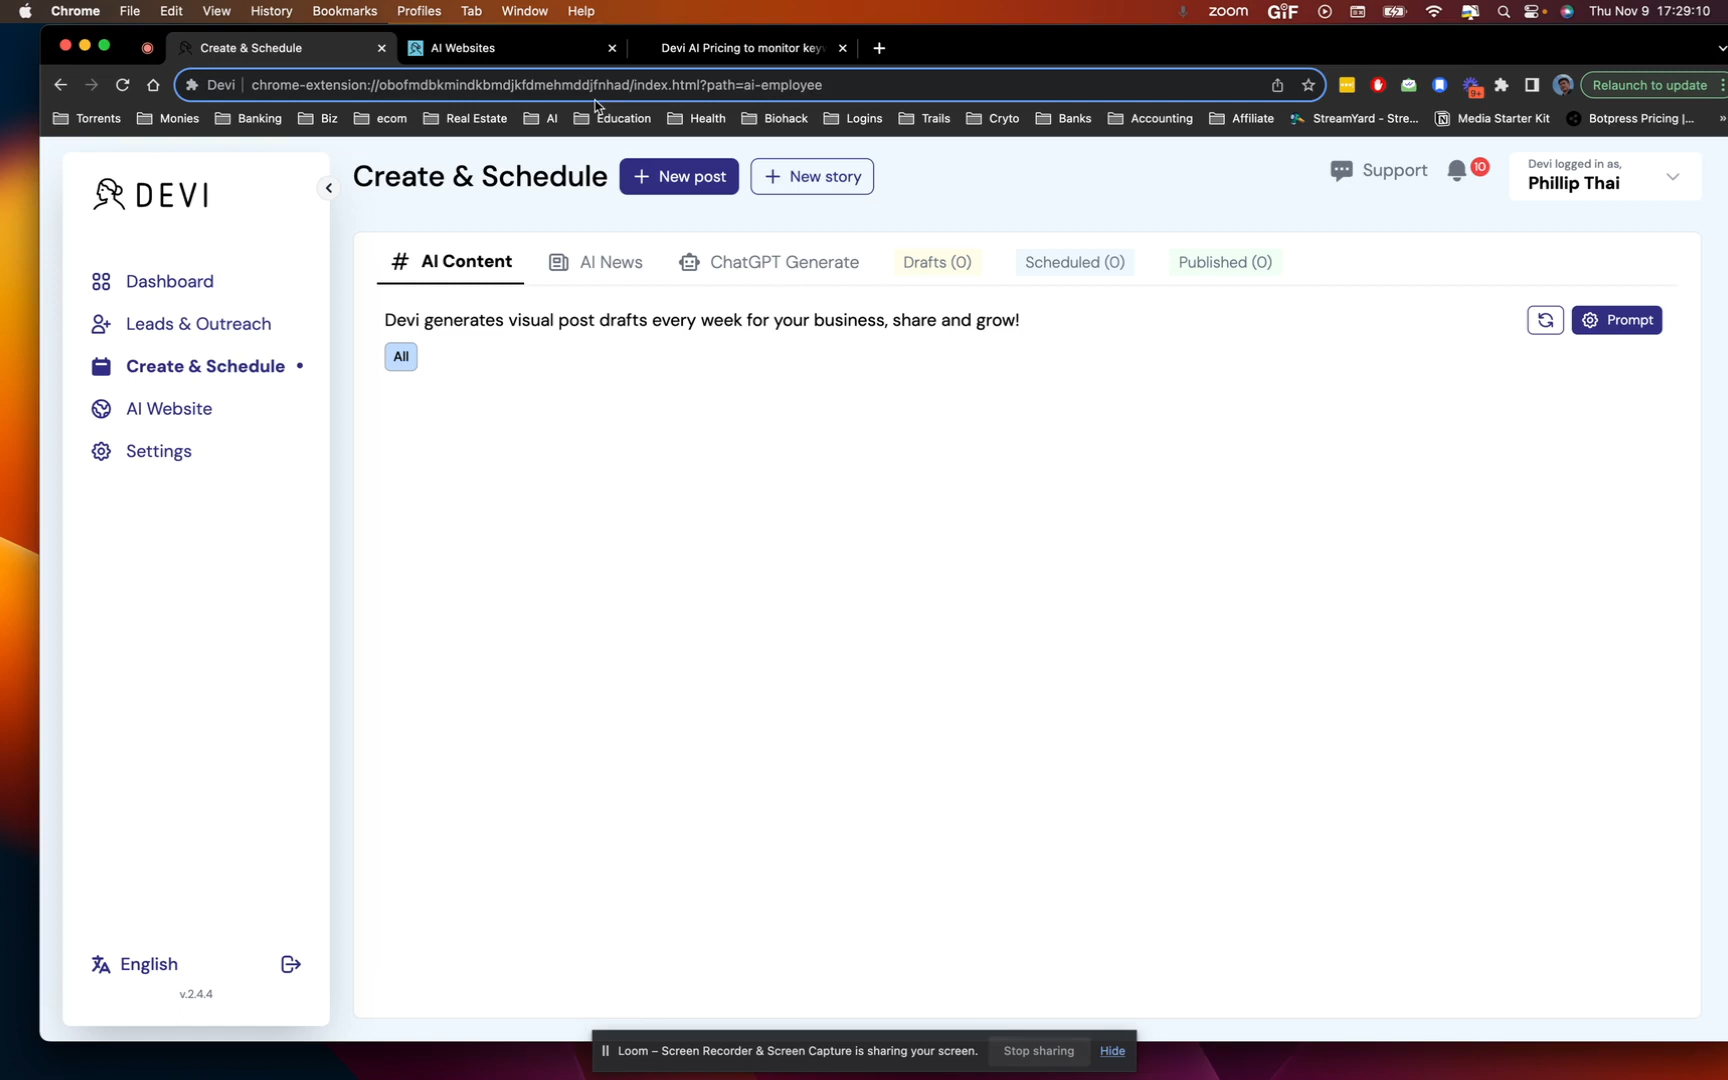 Chrome File Edit View History Bookmarks Profiles Tab Window Help zoom GIF Thu Nov 9 17:29:10
Create & Schedule AI Websites Devi AI Pricing to monitor key
Devi chrome-extension://obofmdbkmindkbmdjkfdmehmddjfnhad/index.html?path=ai-employee 9+ Relaunch to update
Torrents Monies Banking Biz ecom Real Estate AI Education Health Biohack Logins Trails Cryto Banks Accounting Affiliate StreamYard - Stre... Media Starter Kit Botpress Pricing |... »
DEVI
Create & Schedule
New post
New story
Support
10
Devi logged in as,
Phillip Thai
Dashboard
Leads & Outreach
Create & Schedule
AI Website
Settings
# AI Content AI News ChatGPT Generate Drafts (0) Scheduled (0) Published (0)
Devi generates visual post drafts every week for your business, share and grow!
Prompt
All
English
v.2.4.4
Loom – Screen Recorder & Screen Capture is sharing your screen. Stop sharing Hide